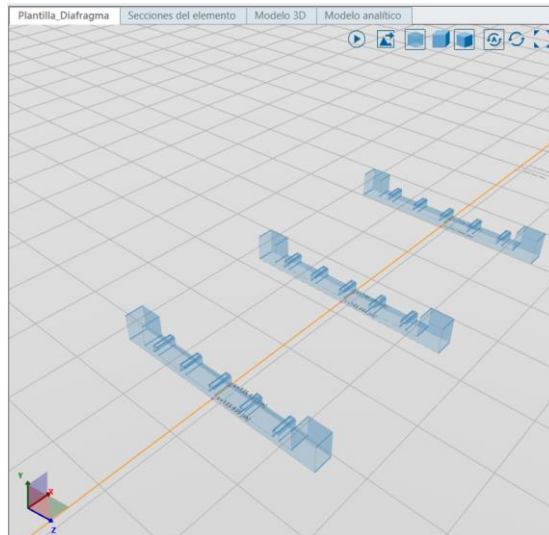 Plantilla_Diafragma Secciones del elemento Modelo 3D Modelo analítico
A
Y
X
Z